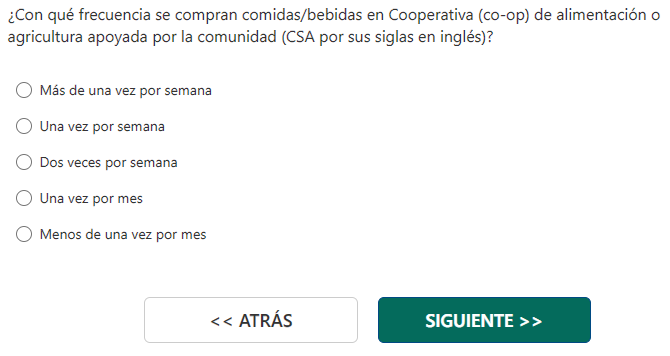 ¿Con qué frecuencia se compran comidas/bebidas en Cooperativa (co-op) de alimentación o
agricultura apoyada por la comunidad (CSA por sus siglas en inglés)?
Más de una vez por semana
Una vez por semana
Dos veces por semana
Una vez por mes
Menos de una vez por mes
<< ATRÁS
SIGUIENTE >>